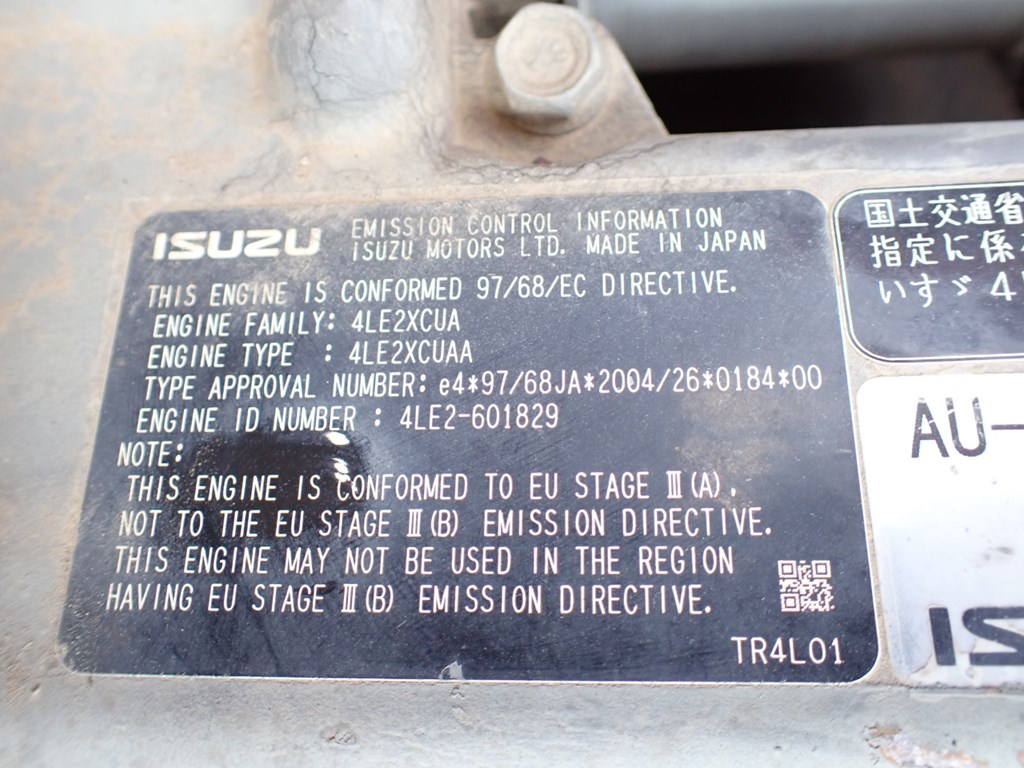 ISUZU
EMISSION CONTROL INFORMATION
ISUZU MOTORS LTD. MADE IN JAPAN
THIS ENGINE IS CONFORMED 97/68/EC DIRECTIVE.
ENGINE FAMILY: 4LE2XCUA
ENGINE TYPE : 4LE2XCUAA
TYPE APPROVAL NUMBER: e4*97/68JA*2004/26*0184*00
ENGINE ID NUMBER : 4LE2-601829
NOTE:
THIS ENGINE IS CONFORMED TO EU STAGE Ⅲ(A),
NOT TO THE EU STAGE Ⅲ(B) EMISSION DIRECTIVE.
THIS ENGINE MAY NOT BE USED IN THE REGION
HAVING EU STAGE Ⅲ(B) EMISSION DIRECTIVE.
TR4L01
国土交通省
指定に係
いすゞ 4
AU-
IS